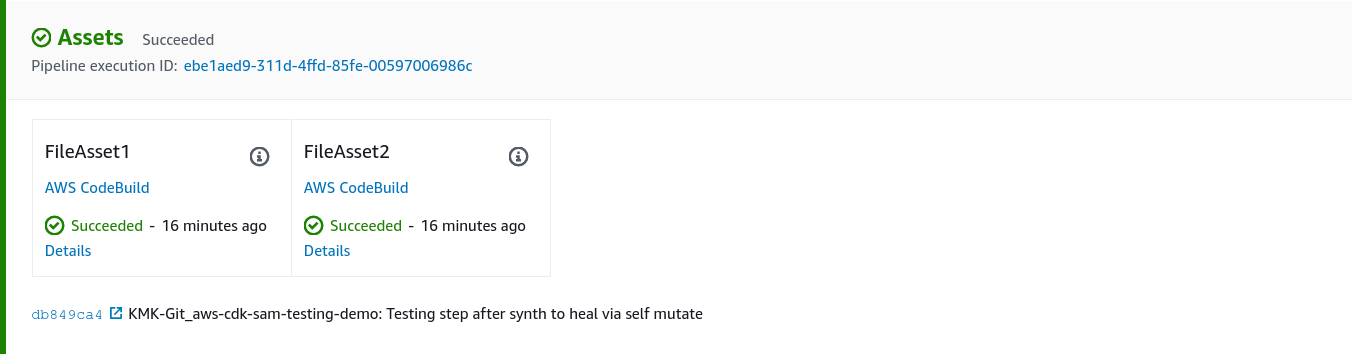 Assets Succeeded
Pipeline execution ID: ebe1aed9-311d-4ffd-85fe-00597006986c
FileAsset1
AWS CodeBuild
Succeeded - 16 minutes ago
Details
FileAsset2
AWS CodeBuild
Succeeded - 16 minutes ago
Details
db849ca4 KMK-Git_aws-cdk-sam-testing-demo: Testing step after synth to heal via self mutate